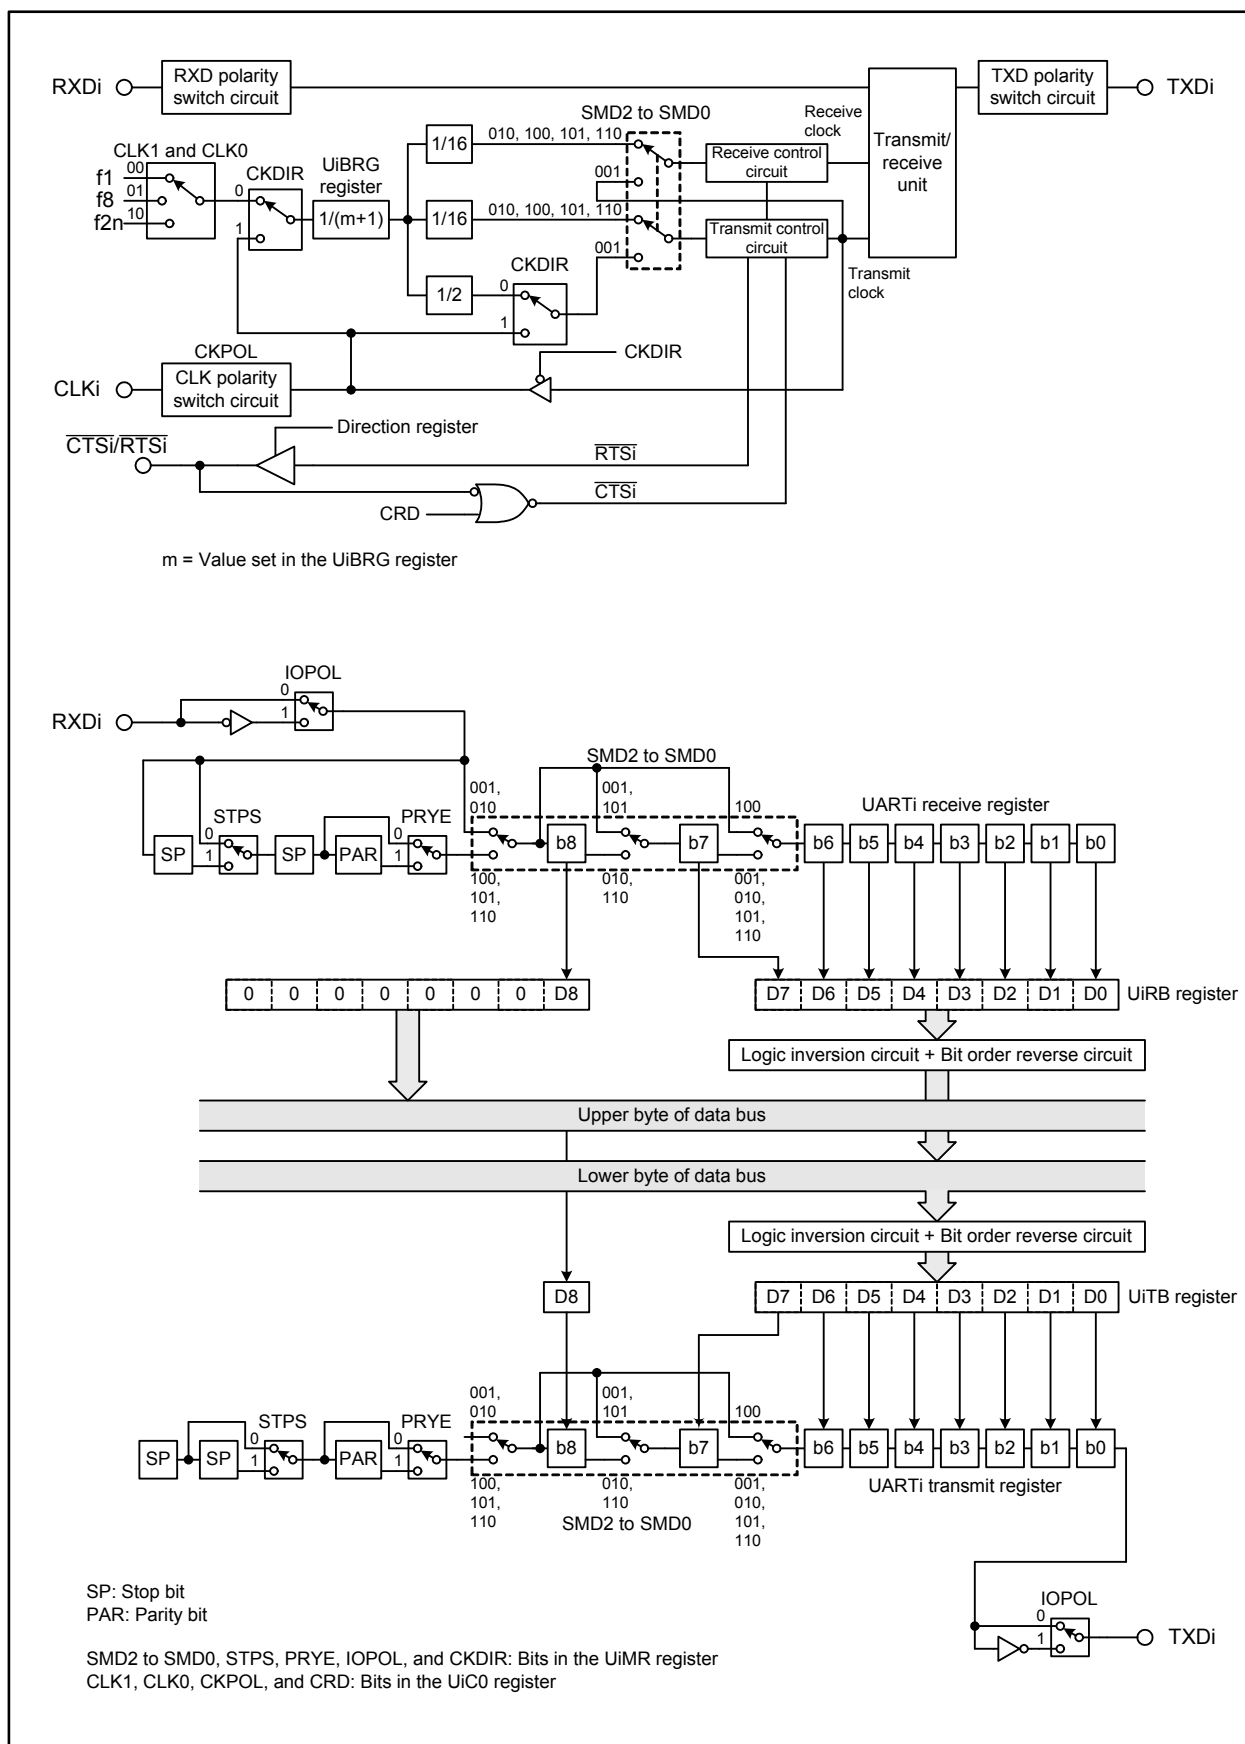 RXDi
RXD polarity
switch circuit
TXD polarity
switch circuit
TXDi
SMD2 to SMD0
Receive
clock
Transmit/
receive
unit
CLK1 and CLK0
f1
00
f8
01
f2n
10
CKDIR
0
1
UiBRG
register
1/(m+1)
1/16
010, 100, 101, 110
001
Receive control
circuit
1/16
010, 100, 101, 110
001
Transmit control
circuit
Transmit
clock
1/2
CKDIR
0
1
CKPOL
CLKi
CLK polarity
switch circuit
CKDIR
CTSi/RTSi
Direction register
RTSi
CTSi
CRD
m = Value set in the UiBRG register
IOPOL
0
1
RXDi
SMD2 to SMD0
001,
010
001,
101
100
UARTi receive register
STPS
PRYE
SP
0
1
SP
PAR
0
1
b8
b7
b6
b5
b4
b3
b2
b1
b0
100,
101,
110
010,
110
001,
010,
101,
110
0 0 0 0 0 0 0 D8
D7 D6 D5 D4 D3 D2 D1 D0
UiRB register
Logic inversion circuit + Bit order reverse circuit
Upper byte of data bus
Lower byte of data bus
Logic inversion circuit + Bit order reverse circuit
D8
D7 D6 D5 D4 D3 D2 D1 D0
UiTB register
001,
010
001,
101
100
STPS
PRYE
SP
SP
0
1
PAR
0
1
b8
b7
b6
b5
b4
b3
b2
b1
b0
100,
101,
110
010,
110
001,
010,
101,
110
SMD2 to SMD0
UARTi transmit register
SP: Stop bit
PAR: Parity bit
IOPOL
0
1
TXDi
SMD2 to SMD0, STPS, PRYE, IOPOL, and CKDIR: Bits in the UiMR register
CLK1, CLK0, CKPOL, and CRD: Bits in the UiC0 register